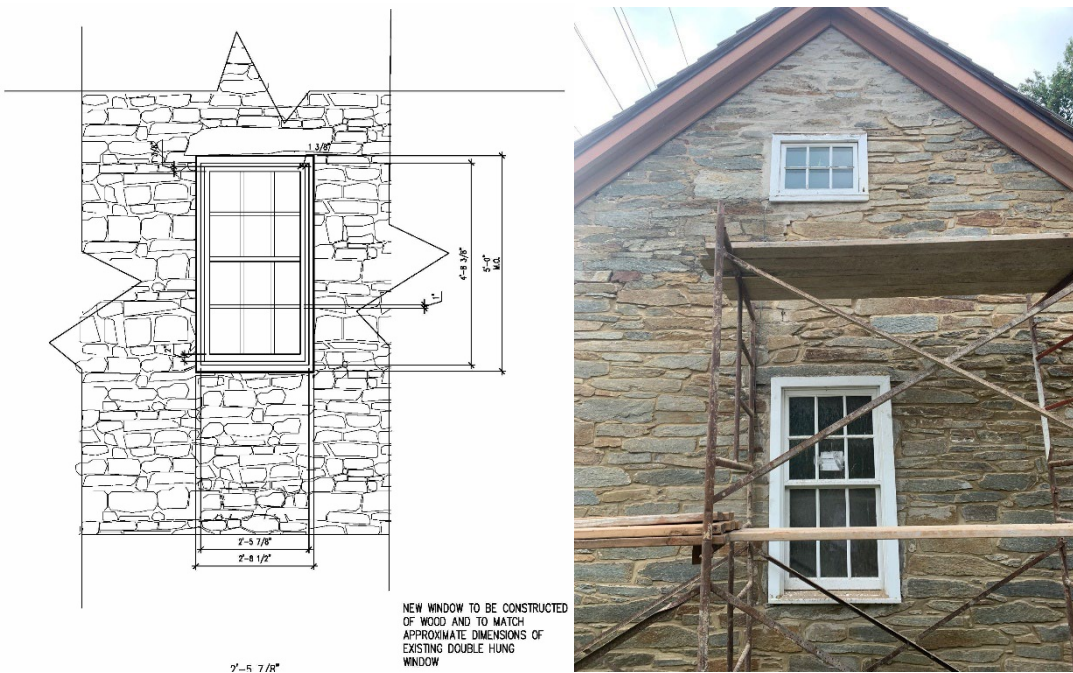 1 3/8"
4'-8 3/8"
5'-0"
M.O.
1"
2'-5 7/8"
2'-8 1/2"
NEW WINDOW TO BE CONSTRUCTED
OF WOOD AND TO MATCH
APPROXIMATE DIMENSIONS OF
EXISTING DOUBLE HUNG
WINDOW
2'-5 7/8"